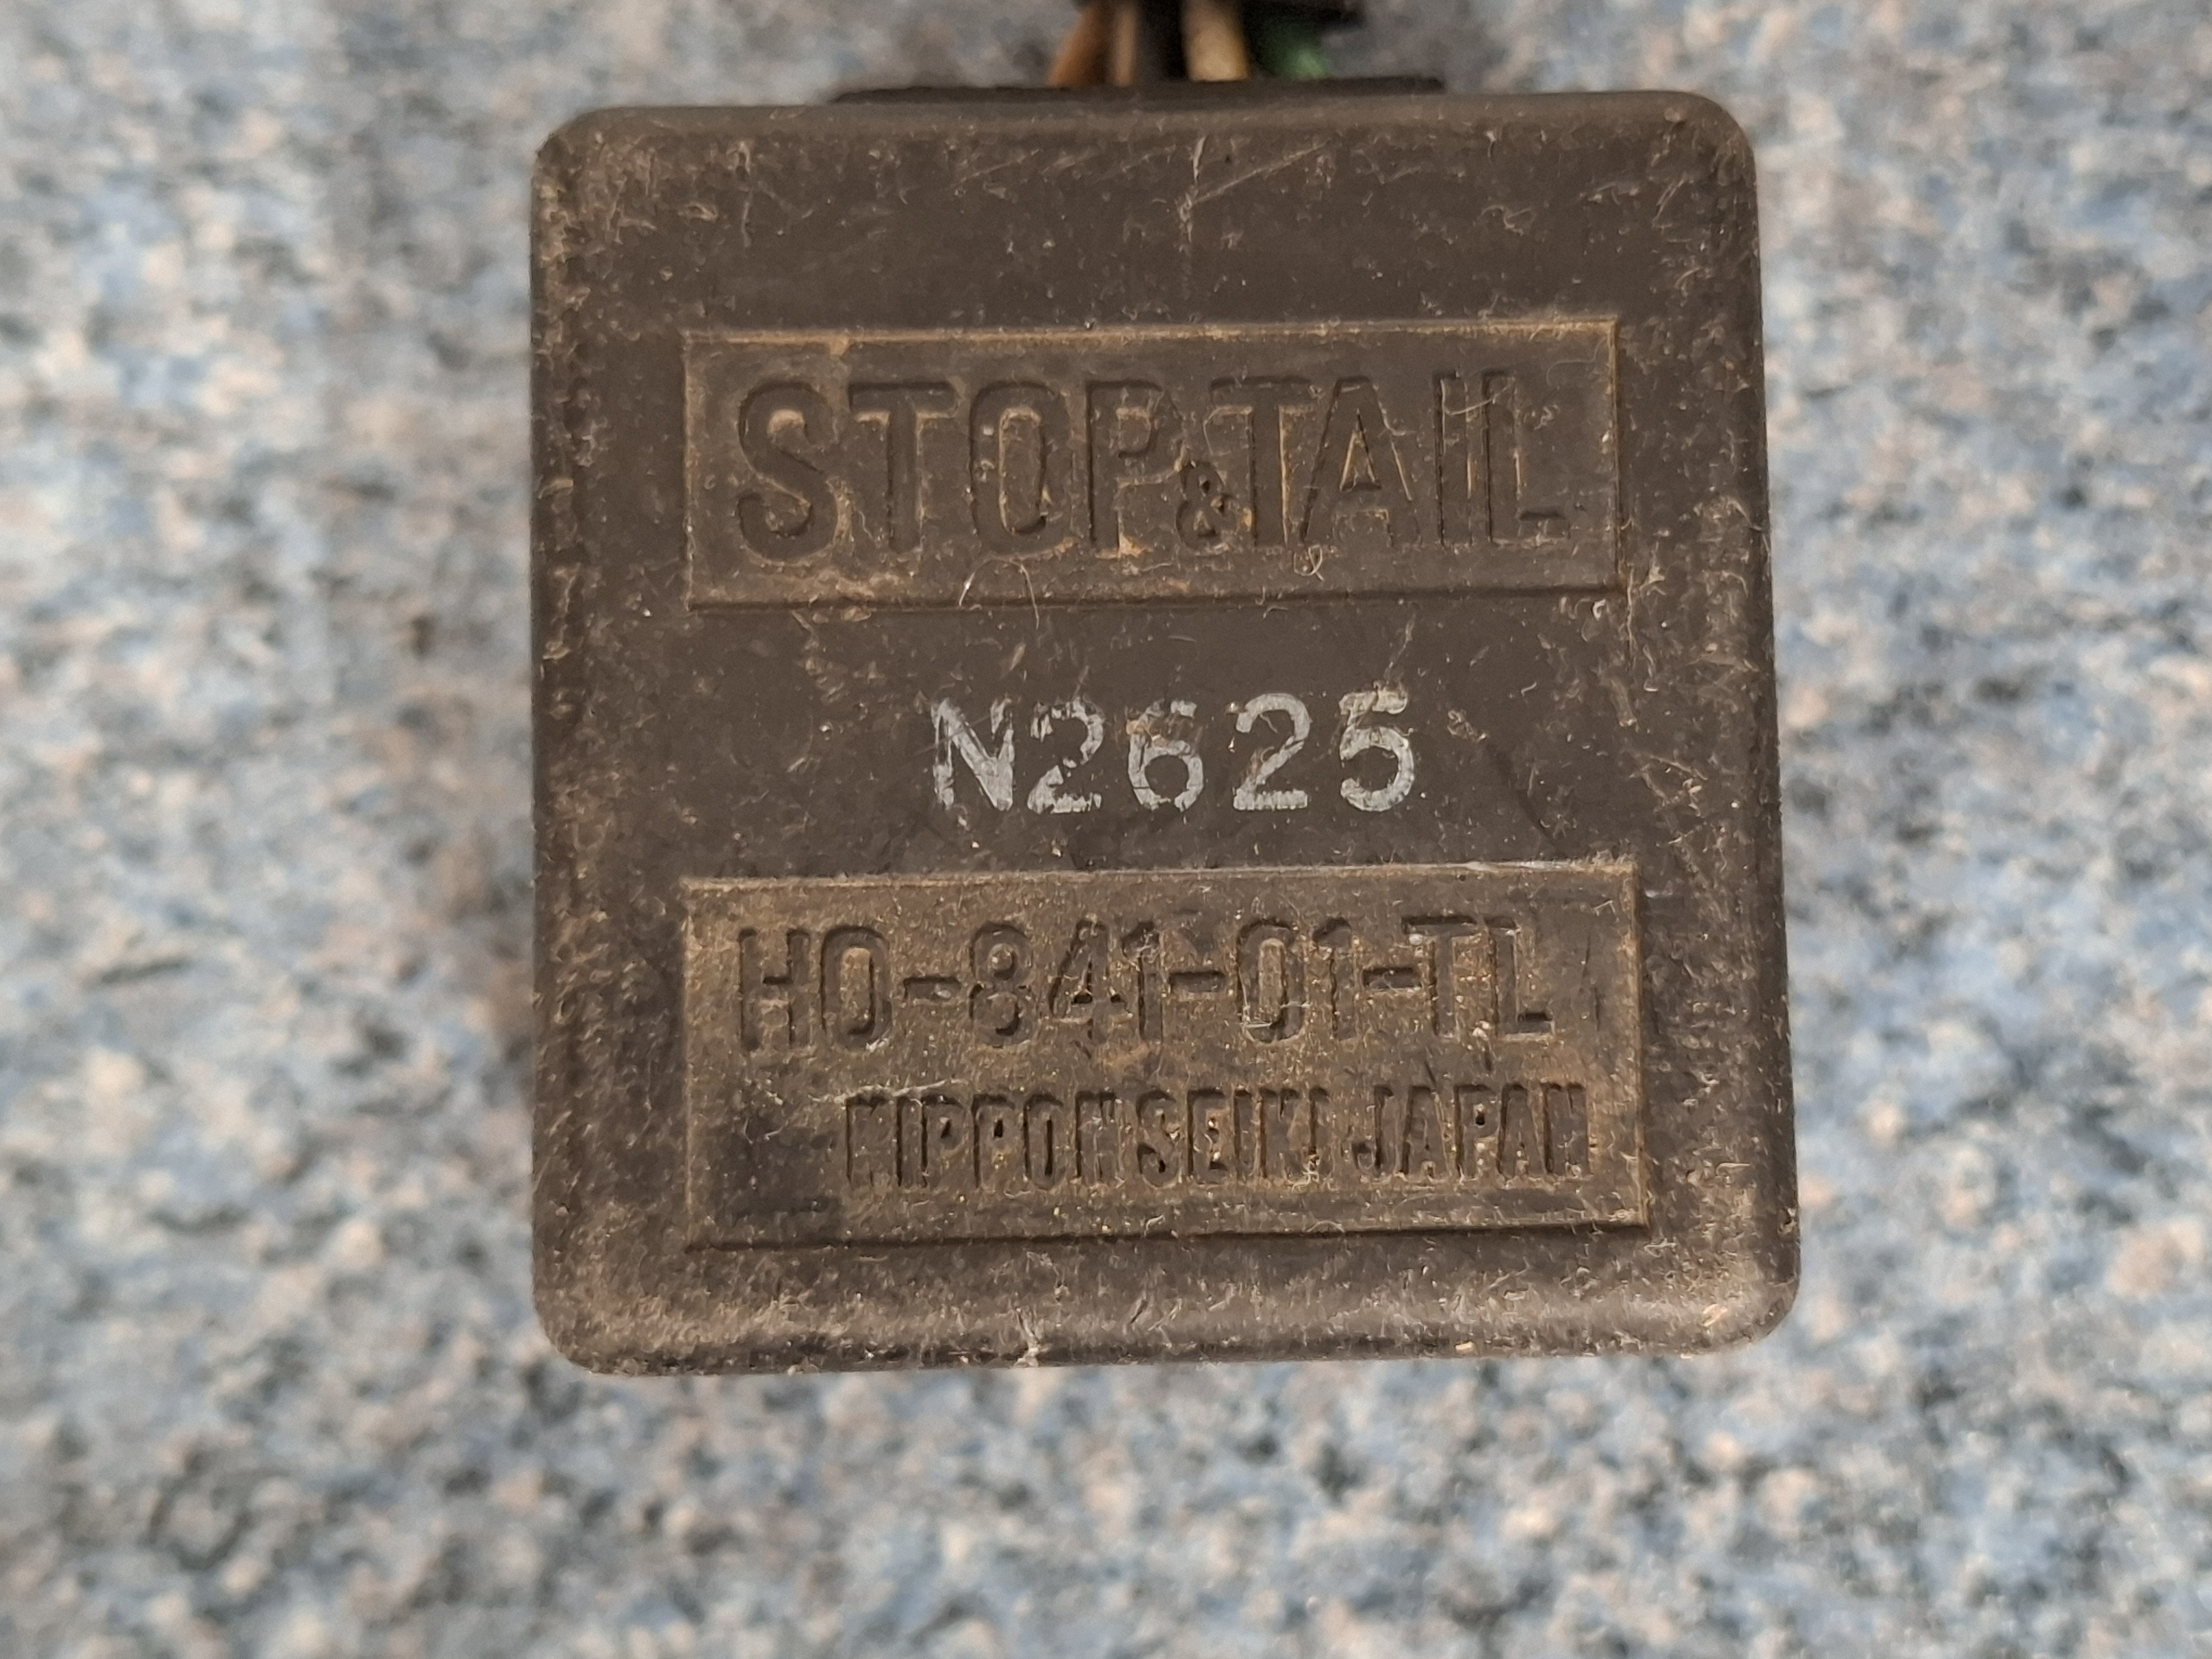 STOP&TAIL
N2625
HO-841-01-TL
NIPPON SEIKI JAPAN